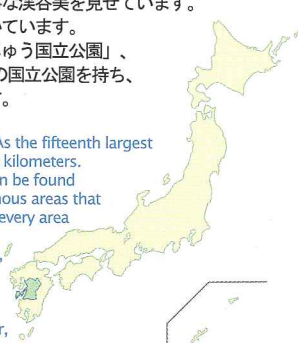 な渓谷美を見せています。
ています。
じゅう国立公園」、
の国立公園を持ち、
す。
As the fifteenth largest
kilometers.
n be found
nous areas that
every area
r,